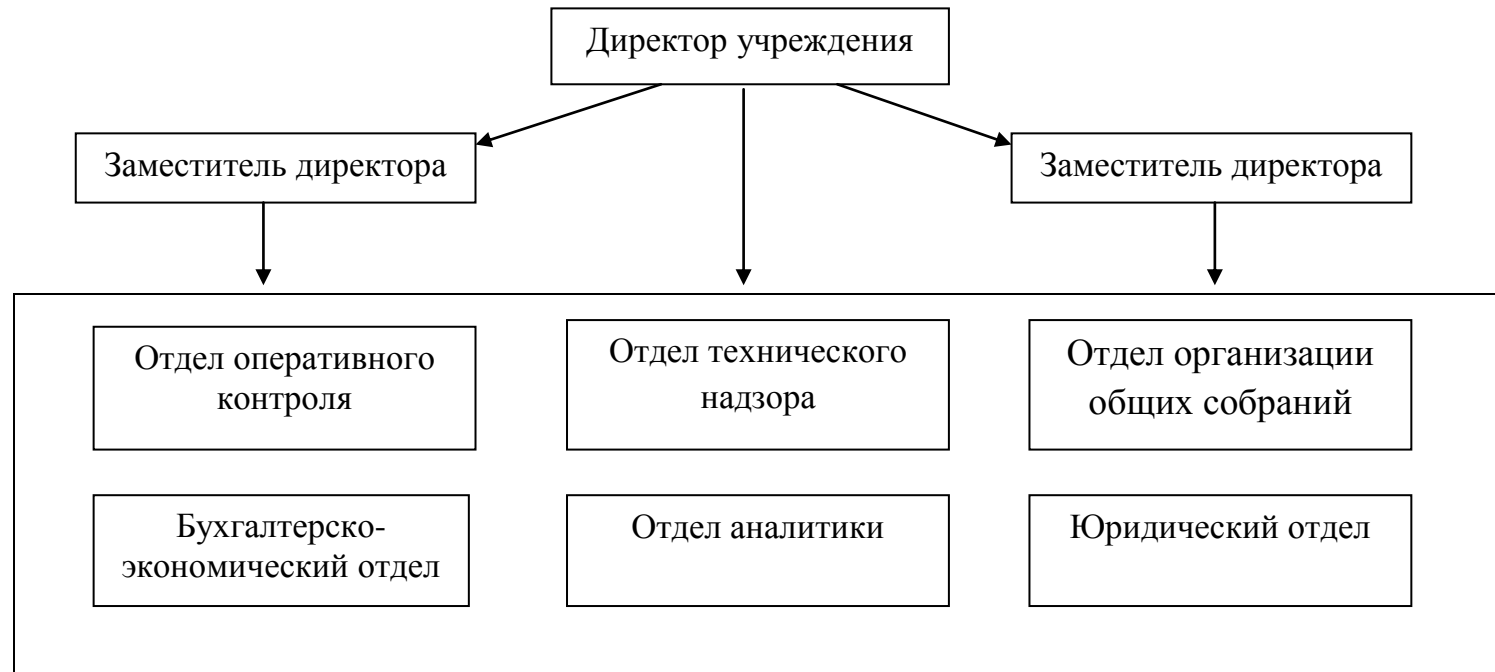 Директор учреждения
Заместитель директора
Заместитель директора
Отдел оперативного
контроля
Отдел технического
надзора
Отдел организации
общих собраний
Бухгалтерско-
экономический отдел
Отдел аналитики
Юридический отдел